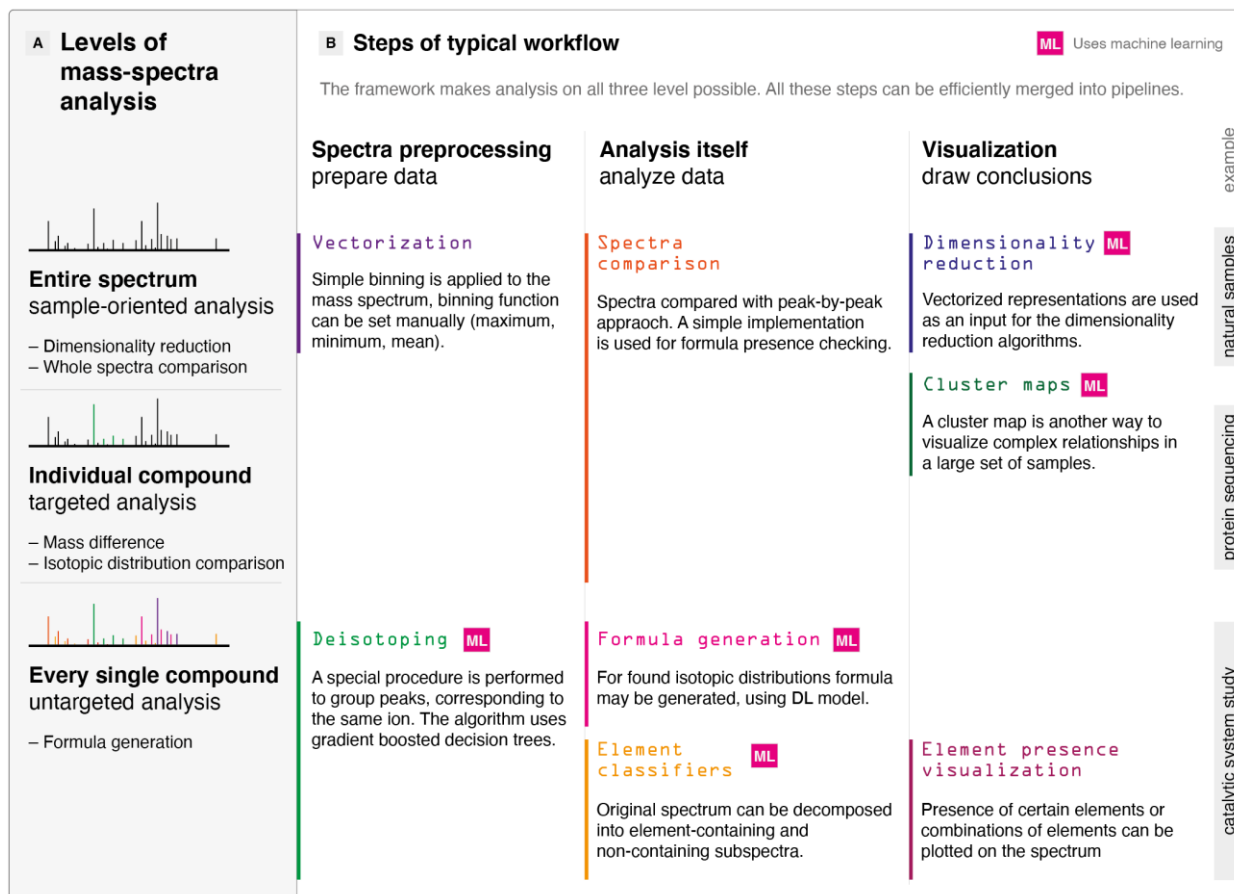 A Levels of
mass-spectra
analysis
Entire spectrum
sample-oriented analysis
– Dimensionality reduction
– Whole spectra comparison
Individual compound
targeted analysis
– Mass difference
– Isotopic distribution comparison
Every single compound
untargeted analysis
– Formula generation
B Steps of typical workflow
ML Uses machine learning
The framework makes analysis on all three level possible. All these steps can be efficiently merged into pipelines.
Spectra preprocessing
prepare data
Analysis itself
analyze data
Visualization
draw conclusions
example
Vectorization
Simple binning is applied to the
mass spectrum, binning function
can be set manually (maximum,
minimum, mean).
Spectra
comparison
Spectra compared with peak-by-peak
appraoch. A simple implementation
is used for formula presence checking.
Dimensionality ML
reduction
Vectorized representations are used
as an input for the dimensionality
reduction algorithms.
natural samples
Cluster maps ML
A cluster map is another way to
visualize complex relationships in
a large set of samples.
protein sequencing
Deisotoping ML
A special procedure is performed
to group peaks, corresponding to
the same ion. The algorithm uses
gradient boosted decision trees.
Formula generation ML
For found isotopic distributions formula
may be generated, using DL model.
Element
classifiers ML
Original spectrum can be decomposed
into element-containing and
non-containing subspectra.
Element presence
visualization
Presence of certain elements or
combinations of elements can be
plotted on the spectrum
catalytic system study